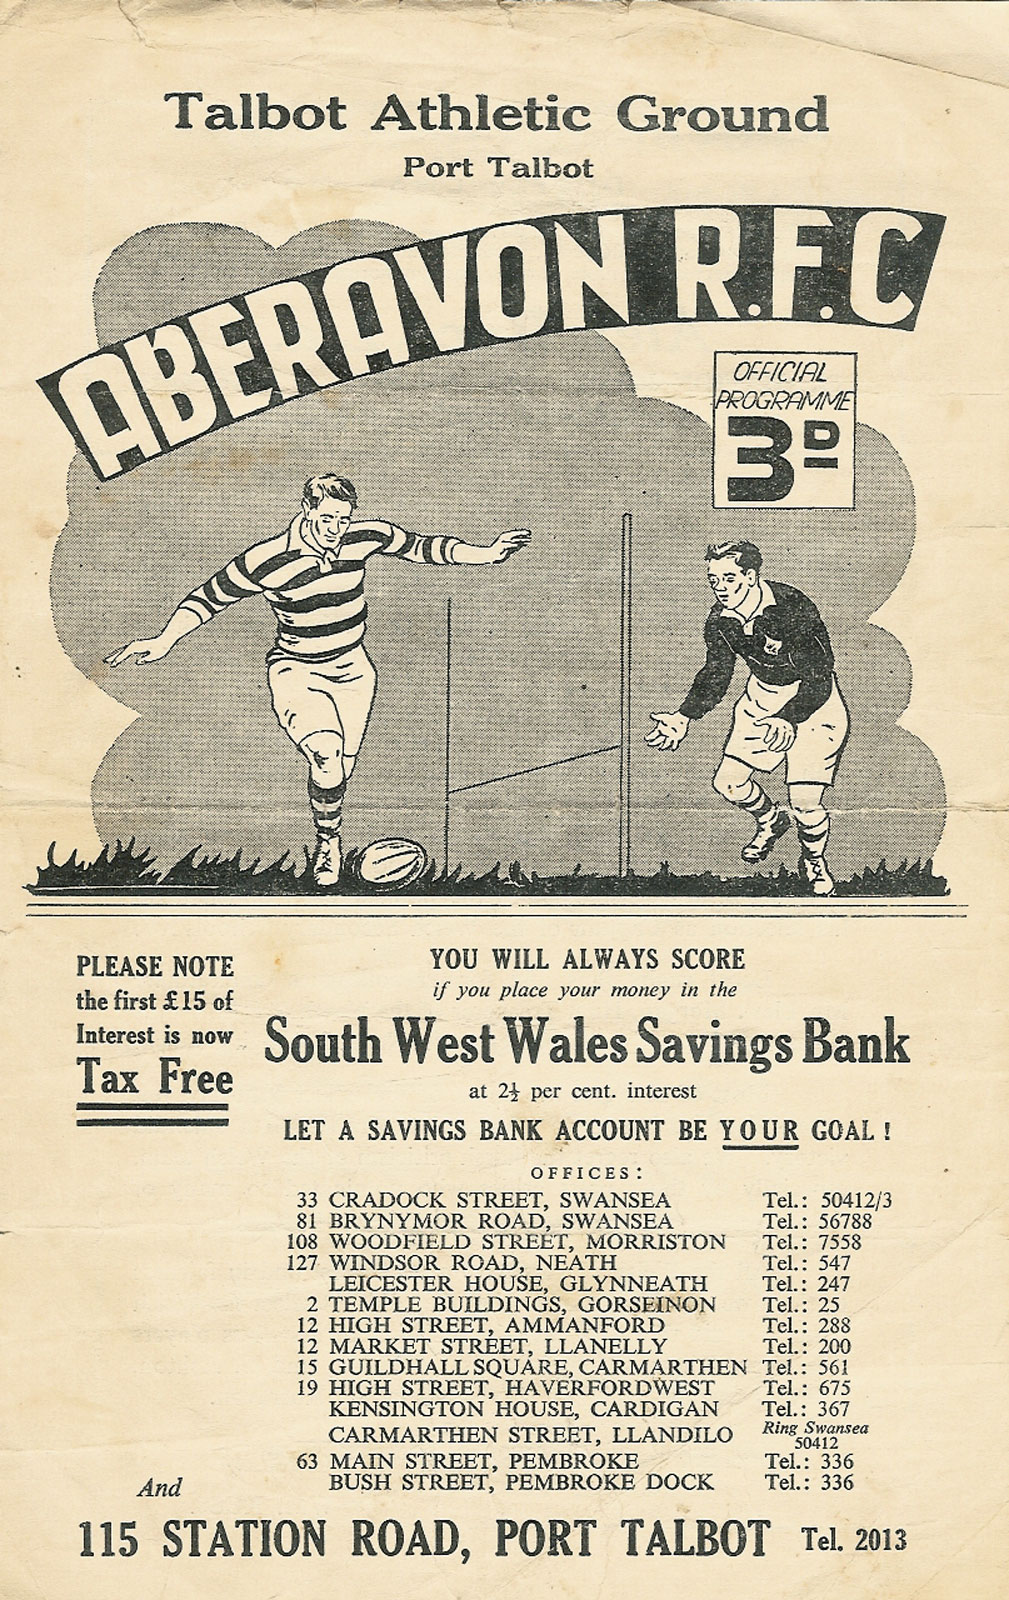 Talbot Athletic Ground
Port Talbot
ABERAVON R.F.C
OFFICIAL
PROGRAMME
3D
PLEASE NOTE
the first £15 of
Interest is now
Tax Free
YOU WILL ALWAYS SCORE
if you place your money in the
South West Wales Savings Bank
at 2½ per cent. interest
LET A SAVINGS BANK ACCOUNT BE YOUR GOAL !
OFFICES:
33 CRADOCK STREET, SWANSEA Tel.: 50412/3
81 BRYNYMOR ROAD, SWANSEA Tel.: 56788
108 WOODFIELD STREET, MORRISTON Tel.: 7558
127 WINDSOR ROAD, NEATH Tel.: 547
LEICESTER HOUSE, GLYNNEATH Tel.: 247
2 TEMPLE BUILDINGS, GORSEINON Tel.: 25
12 HIGH STREET, AMMANFORD Tel.: 288
12 MARKET STREET, LLANELLY Tel.: 200
15 GUILDHALL SQUARE, CARMARTHEN Tel.: 561
19 HIGH STREET, HAVERFORDWEST Tel.: 675
KENSINGTON HOUSE, CARDIGAN Tel.: 367
CARMARTHEN STREET, LLANDILO Ring Swansea
50412
63 MAIN STREET, PEMBROKE Tel.: 336
BUSH STREET, PEMBROKE DOCK Tel.: 336
And
115 STATION ROAD, PORT TALBOT Tel. 2013